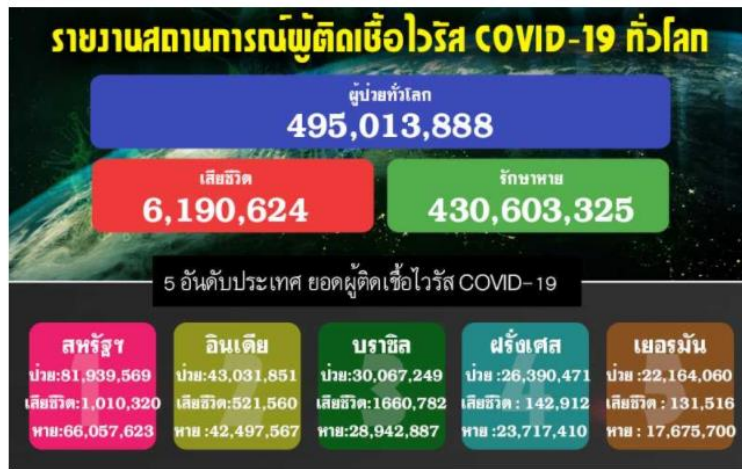 รายงานสถานการณ์ผู้ติดเชื้อไวรัส COVID-19 ทั่วโลก
ผู้ป่วยทั่วโลก
495,013,888
เสียชีวิต
6,190,624
รักษาหาย
430,603,325
5 อันดับประเทศ ยอดผู้ติดเชื้อไวรัส COVID-19
สหรัฐฯ
ป่วย:81,939,569
เสียชีวิต:1,010,320
หาย:66,057,623
อินเดีย
ป่วย:43,031,851
เสียชีวิต:521,560
หาย :42,497,567
บราซิล
ป่วย:30,067,249
เสียชีวิต:1660,782
หาย:28,942,887
ฝรั่งเศส
ป่วย :26,390,471
เสียชีวิต : 142,912
หาย :23,717,410
เยอรมัน
ป่วย :22,164,060
เสียชีวิต : 131,516
หาย : 17,675,700